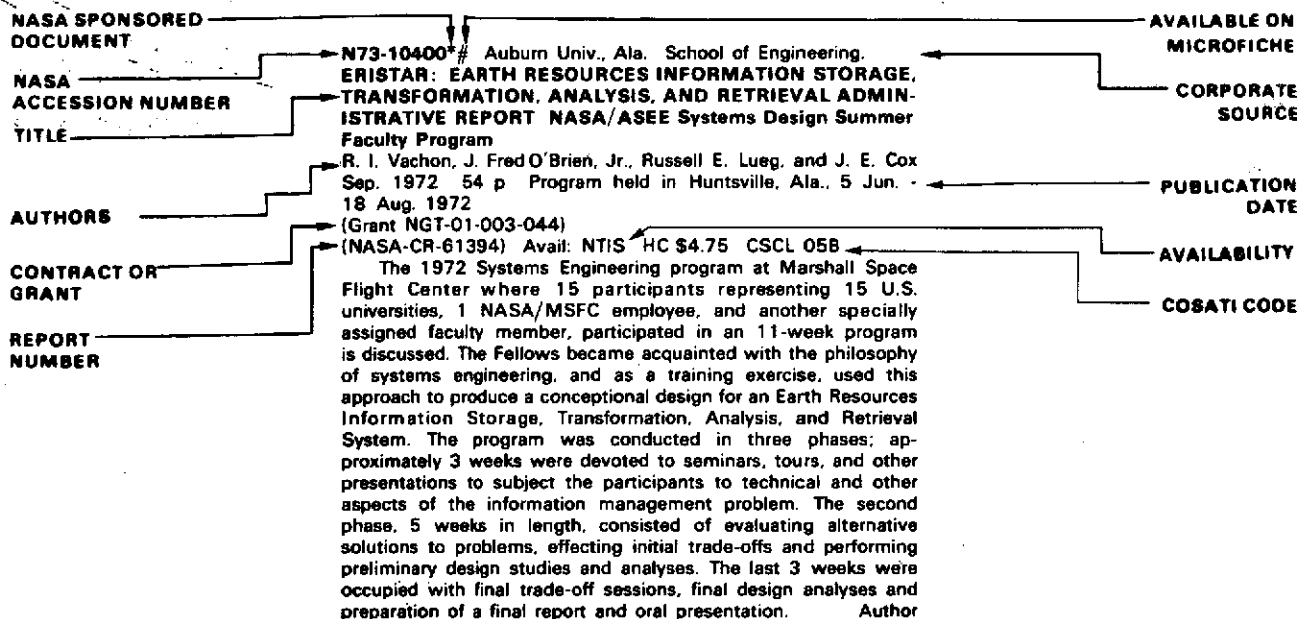 NASA SPONSORED
DOCUMENT
NASA
ACCESSION NUMBER
TITLE
AUTHORS
CONTRACT OR
GRANT
REPORT
NUMBER
N73-10400*# Auburn Univ., Ala. School of Engineering.
ERISTAR: EARTH RESOURCES INFORMATION STORAGE,
TRANSFORMATION, ANALYSIS, AND RETRIEVAL ADMIN-
ISTRATIVE REPORT NASA/ASEE Systems Design Summer
Faculty Program
R. I. Vachon, J. Fred O'Brien, Jr., Russell E. Lueg, and J. E. Cox
Sep. 1972 54 p Program held in Huntsville, Ala., 5 Jun. -
18 Aug. 1972
(Grant NGT-01-003-044)
(NASA-CR-61394) Avail: NTIS HC $4.75 CSCL 05B
The 1972 Systems Engineering program at Marshall Space
Flight Center where 15 participants representing 15 U.S.
universities, 1 NASA/MSFC employee, and another specially
assigned faculty member, participated in an 11-week program
is discussed. The Fellows became acquainted with the philosophy
of systems engineering, and as a training exercise, used this
approach to produce a conceptional design for an Earth Resources
Information Storage, Transformation, Analysis, and Retrieval
System. The program was conducted in three phases; ap-
proximately 3 weeks were devoted to seminars, tours, and other
presentations to subject the participants to technical and other
aspects of the information management problem. The second
phase, 5 weeks in length, consisted of evaluating alternative
solutions to problems, effecting initial trade-offs and performing
preliminary design studies and analyses. The last 3 weeks were
occupied with final trade-off sessions, final design analyses and
preparation of a final report and oral presentation. Author
AVAILABLE ON
MICROFICHE
CORPORATE
SOURCE
PUBLICATION
DATE
AVAILABILITY
COSATI CODE